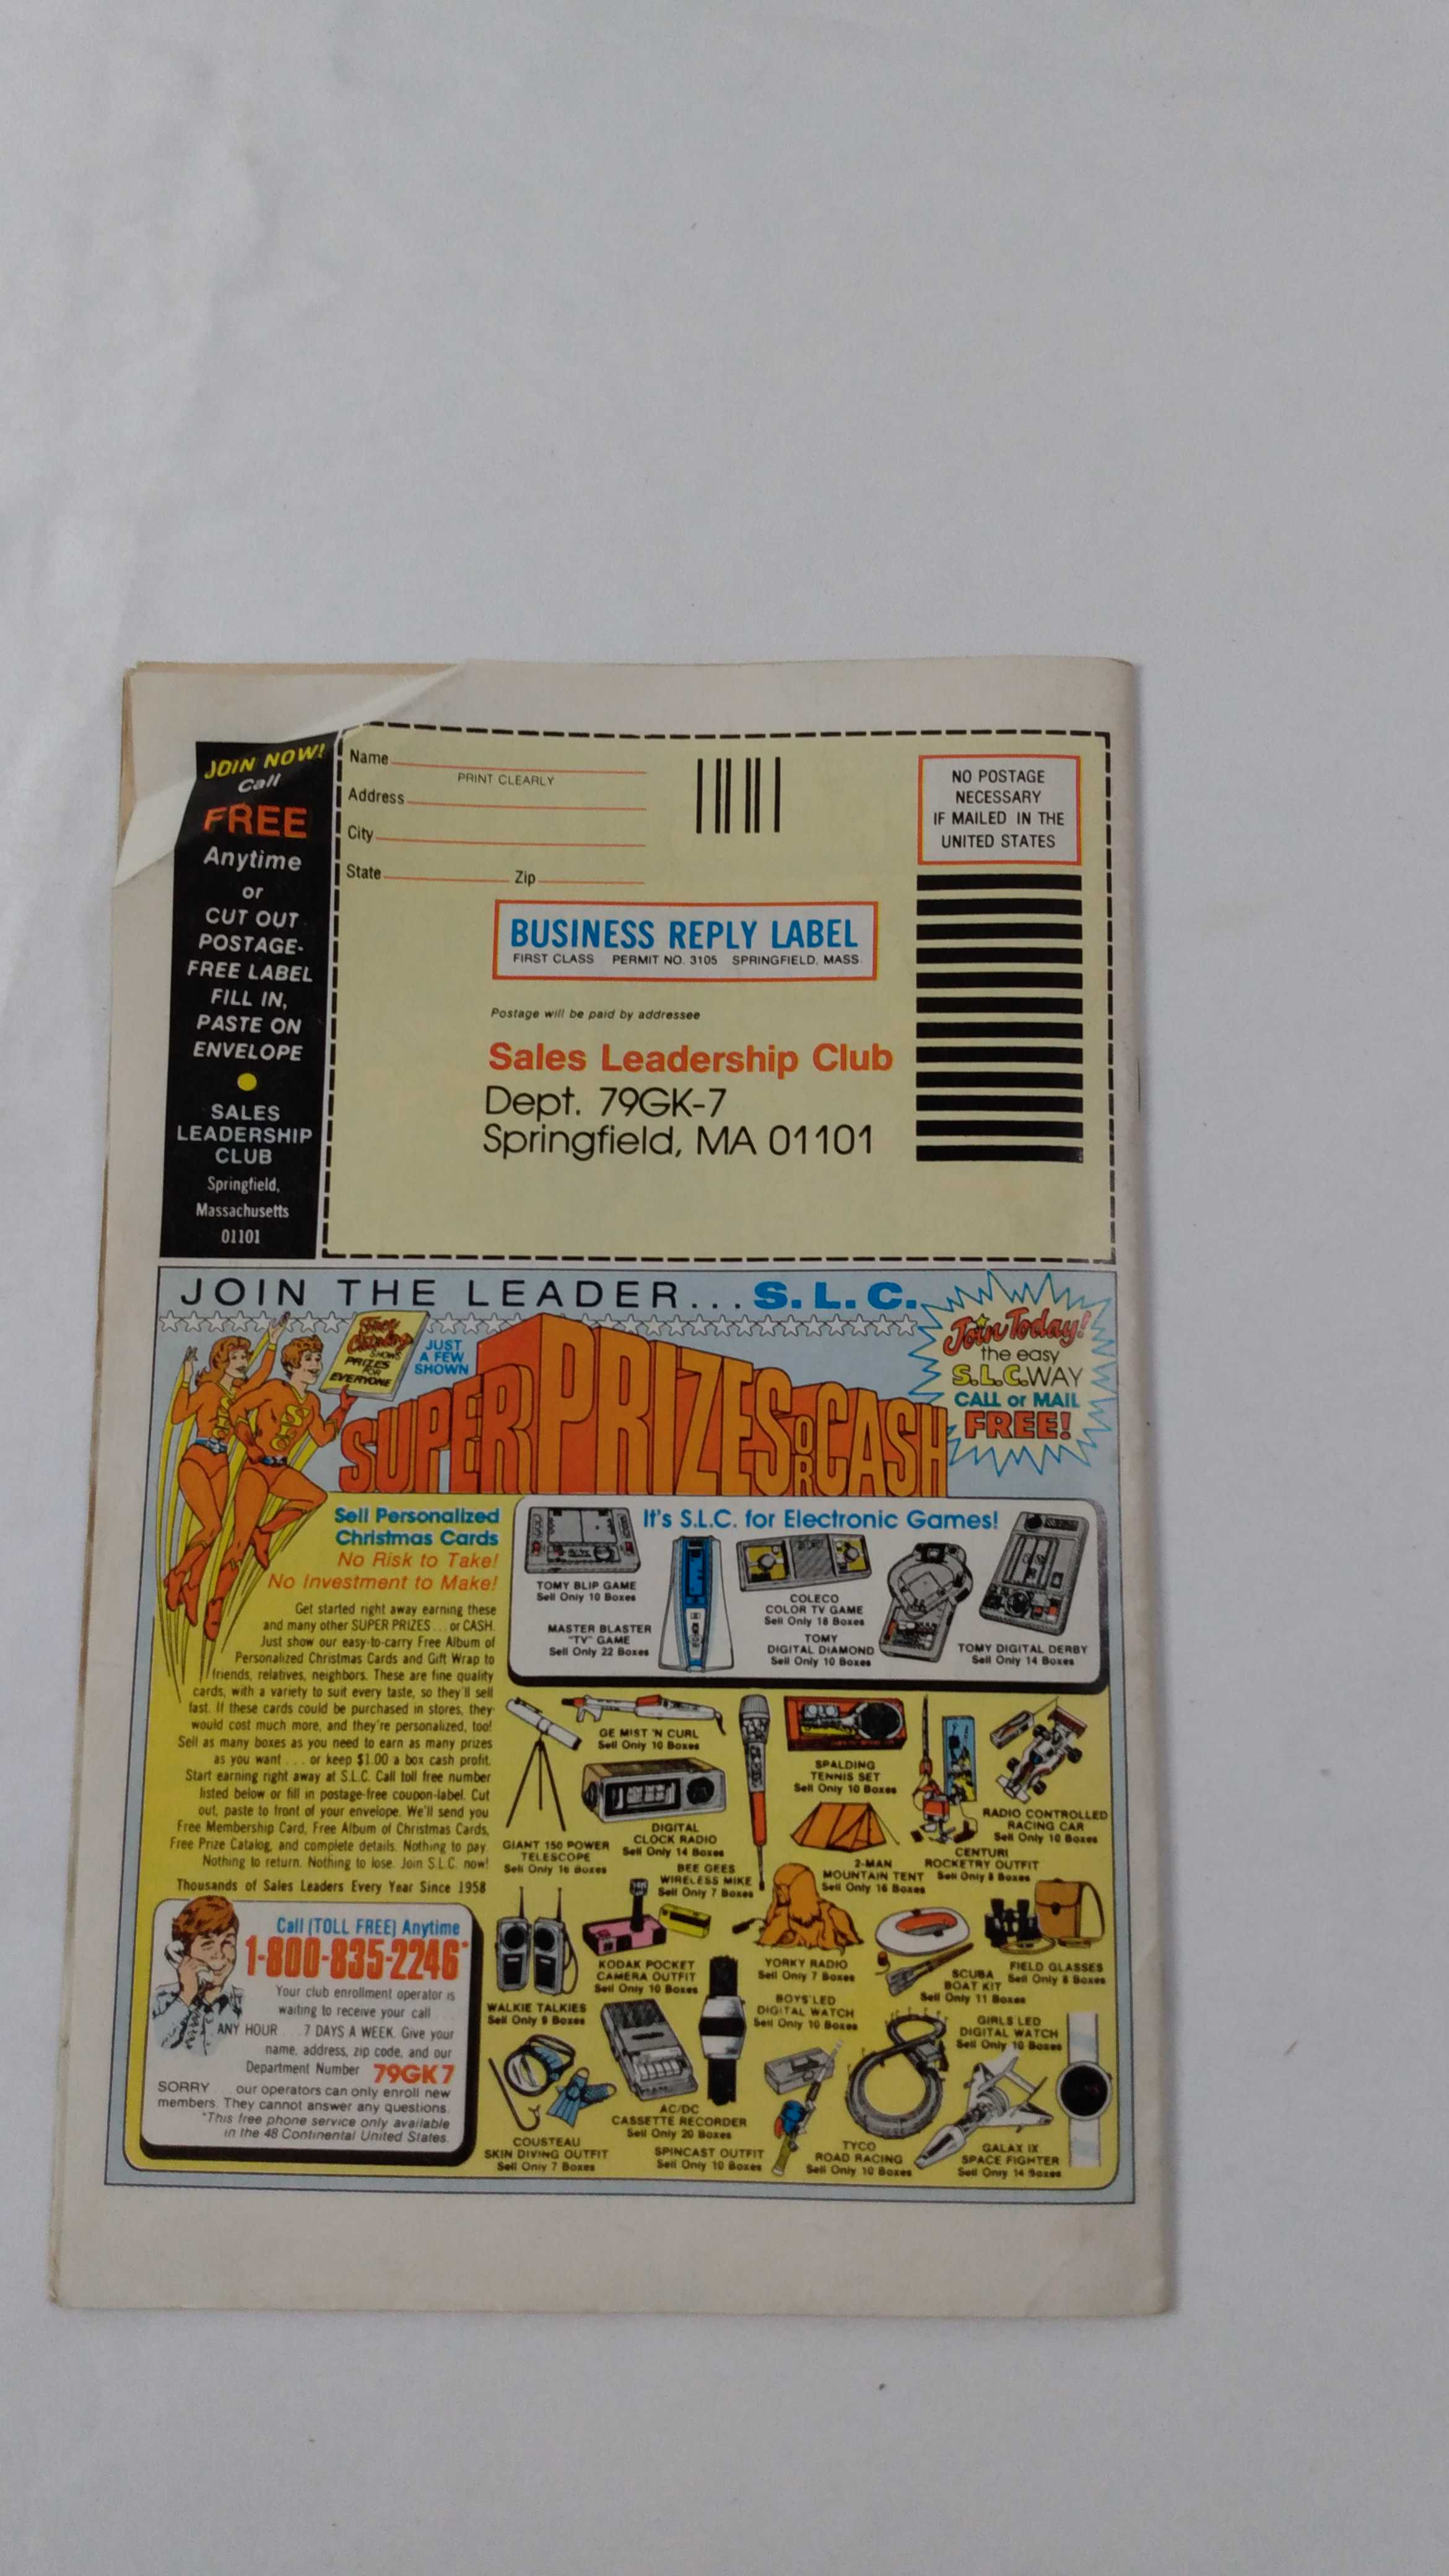 JOIN NOW!
Call
FREE
Anytime
or
CUT OUT
POSTAGE-
FREE LABEL
FILL IN,
PASTE ON
ENVELOPE
SALES
LEADERSHIP
CLUB
Springfield,
Massachusetts
01101
Name
PRINT CLEARLY
Address
City
State Zip
NO POSTAGE
NECESSARY
IF MAILED IN THE
UNITED STATES
BUSINESS REPLY LABEL
FIRST CLASS PERMIT NO. 3105 SPRINGFIELD, MASS.
Postage will be paid by addressee
Sales Leadership Club
Dept. 79GK-7
Springfield, MA 01101
JOIN THE LEADER... S.L.C.
Free
Catalog
SHOWS
PRIZES
FOR
EVERYONE
JUST
A FEW
SHOWN
SUPER PRIZES OR CASH
Join Today!
the easy
S.L.C. WAY
CALL or MAIL
FREE!
Sell Personalized
Christmas Cards
No Risk to Take!
No Investment to Make!
Get started right away earning these
and many other SUPER PRIZES... or CASH.
Just show our easy-to-carry Free Album of
Personalized Christmas Cards and Gift Wrap to
friends, relatives, neighbors. These are fine quality
cards, with a variety to suit every taste, so they'll sell
fast. If these cards could be purchased in stores, they
would cost much more, and they're personalized, too!
Sell as many boxes as you need to earn as many prizes
as you want... or keep $1.00 a box cash profit.
Start earning right away at S.L.C. Call toll free number
listed below or fill in postage-free coupon-label. Cut
out, paste to front of your envelope. We'll send you
Free Membership Card, Free Album of Christmas Cards,
Free Prize Catalog, and complete details. Nothing to pay.
Nothing to return. Nothing to lose. Join S.L.C. now!
Thousands of Sales Leaders Every Year Since 1958
Call (TOLL FREE) Anytime
1-800-835-2246*
Your club enrollment operator is
waiting to receive your call...
ANY HOUR... 7 DAYS A WEEK. Give your
name, address, zip code, and our
Department Number 79GK7
SORRY our operators can only enroll new
members. They cannot answer any questions.
*This free phone service only available
in the 48 Continental United States.
It's S.L.C. for Electronic Games!
TOMY BLIP GAME
Sell Only 10 Boxes
MASTER BLASTER
"TV" GAME
Sell Only 22 Boxes
COLECO
COLOR TV GAME
Sell Only 18 Boxes
TOMY
DIGITAL DIAMOND
Sell Only 10 Boxes
TOMY DIGITAL DERBY
Sell Only 14 Boxes
GE MIST 'N CURL
Sell Only 10 Boxes
SPALDING
TENNIS SET
Sell Only 10 Boxes
RADIO CONTROLLED
RACING CAR
Sell Only 10 Boxes
GIANT 150 POWER
TELESCOPE
Sell Only 16 Boxes
DIGITAL
CLOCK RADIO
Sell Only 14 Boxes
BEE GEES
WIRELESS MIKE
Sell Only 7 Boxes
2-MAN
MOUNTAIN TENT
Sell Only 16 Boxes
CENTURI
ROCKETRY OUTFIT
Sell Only 8 Boxes
WALKIE TALKIES
Sell Only 9 Boxes
KODAK POCKET
CAMERA OUTFIT
Sell Only 10 Boxes
YORKY RADIO
Sell Only 7 Boxes
SCUBA
BOAT KIT
Sell Only 11 Boxes
FIELD GLASSES
Sell Only 8 Boxes
BOYS' LED
DIGITAL WATCH
Sell Only 10 Boxes
GIRLS LED
DIGITAL WATCH
Sell Only 10 Boxes
COUSTEAU
SKIN DIVING OUTFIT
Sell Only 7 Boxes
AC/DC
CASSETTE RECORDER
Sell Only 20 Boxes
SPINCAST OUTFIT
Sell Only 10 Boxes
TYCO
ROAD RACING
Sell Only 10 Boxes
GALAX IX
SPACE FIGHTER
Sell Only 14 Boxes